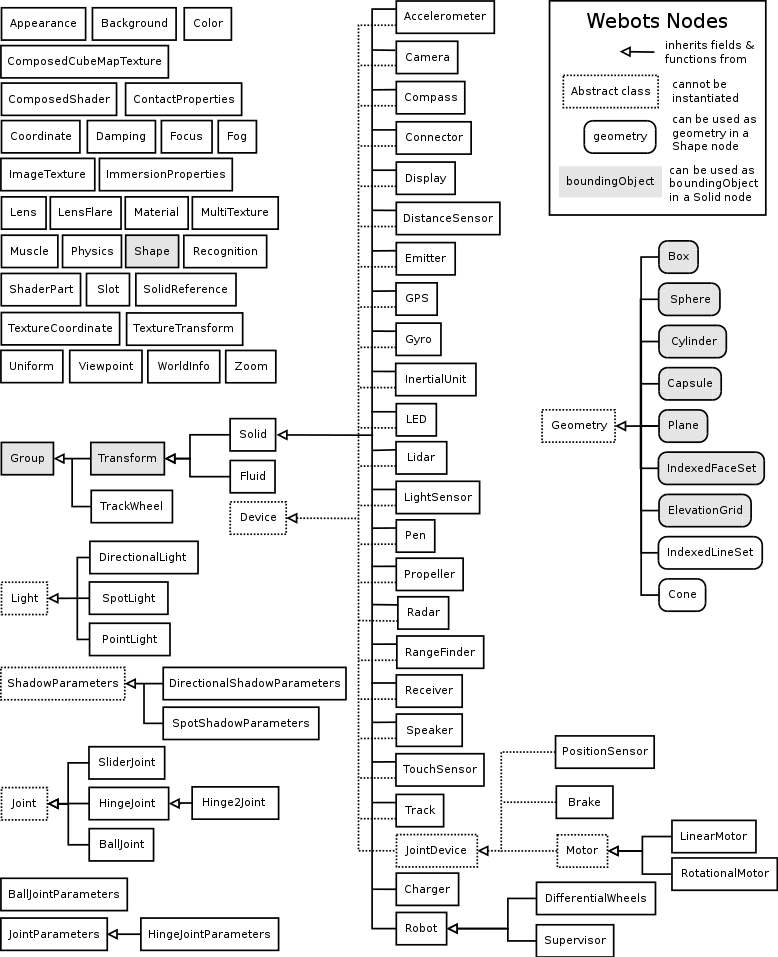 Appearance
Background
Color
ComposedCubeMapTexture
ComposedShader
ContactProperties
Coordinate
Damping
Focus
Fog
ImageTexture
ImmersionProperties
Lens
LensFlare
Material
MultiTexture
Muscle
Physics
Shape
Recognition
ShaderPart
Slot
SolidReference
TextureCoordinate
TextureTransform
Uniform
Viewpoint
WorldInfo
Zoom
Group
Transform
Solid
Fluid
TrackWheel
Device
Light
DirectionalLight
SpotLight
PointLight
ShadowParameters
DirectionalShadowParameters
SpotShadowParameters
Joint
SliderJoint
HingeJoint
Hinge2Joint
BallJoint
BallJointParameters
JointParameters
HingeJointParameters
Accelerometer
Camera
Compass
Connector
Display
DistanceSensor
Emitter
GPS
Gyro
InertialUnit
LED
Lidar
LightSensor
Pen
Propeller
Radar
RangeFinder
Receiver
Speaker
TouchSensor
Track
JointDevice
Charger
Robot
PositionSensor
Brake
Motor
LinearMotor
RotationalMotor
DifferentialWheels
Supervisor
Webots Nodes
inherits fields &
functions from
Abstract class
cannot be
instantiated
geometry
can be used as
geometry in a
Shape node
boundingObject
can be used as
boundingObject
in a Solid node
Geometry
Box
Sphere
Cylinder
Capsule
Plane
IndexedFaceSet
ElevationGrid
IndexedLineSet
Cone